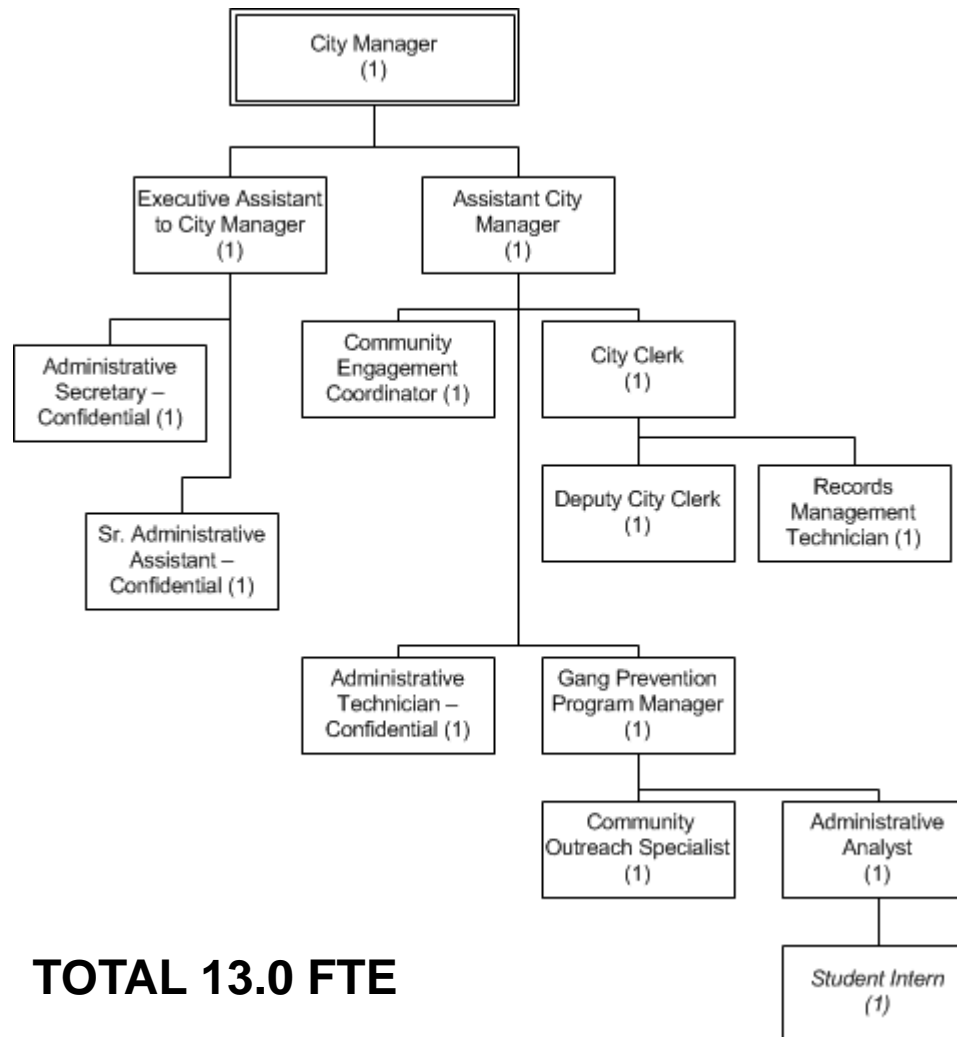 City Manager
(1)
Executive Assistant
to City Manager
(1)
Assistant City
Manager
(1)
Administrative
Secretary –
Confidential (1)
Community
Engagement
Coordinator (1)
City Clerk
(1)
Sr. Administrative
Assistant –
Confidential (1)
Deputy City Clerk
(1)
Records
Management
Technician (1)
Administrative
Technician –
Confidential (1)
Gang Prevention
Program Manager
(1)
Community
Outreach Specialist
(1)
Administrative
Analyst
(1)
Student Intern
(1)
TOTAL 13.0 FTE